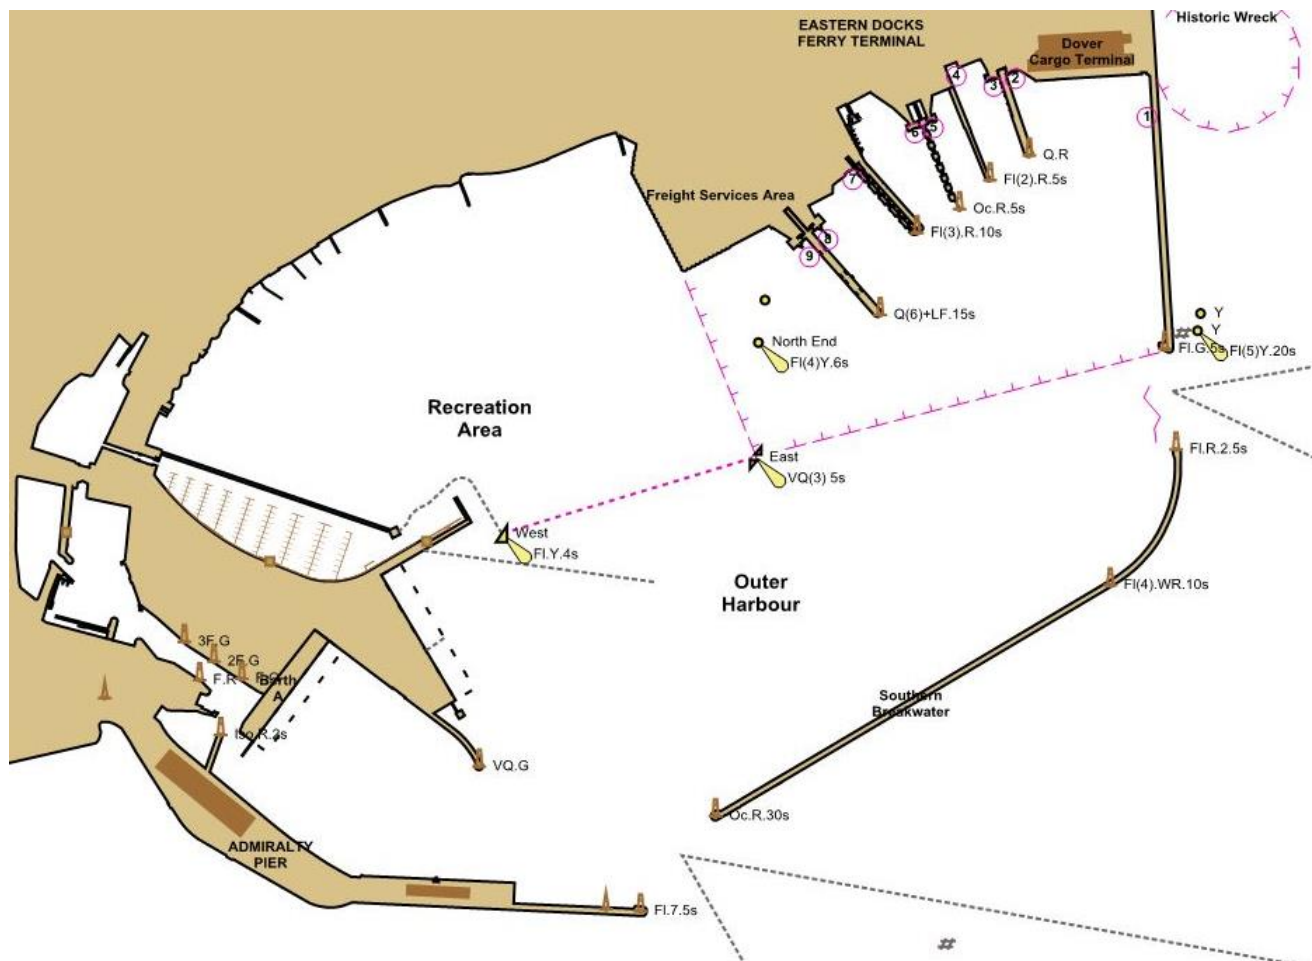 Historic Wreck
EASTERN DOCKS
FERRY TERMINAL
Dover
Cargo Terminal
4
3
2
1
6
5
Q.R
Fl(2).R.5s
7
Freight Services Area
Oc.R.5s
Fl(3).R.10s
8
9
Q(6)+LF.15s
Y
Y
North End
Fl(4)Y.6s
Fl.G.5s
Fl(5)Y.20s
Recreation
Area
Fl.R.2.5s
East
VQ(3) 5s
West
Fl.Y.4s
Outer
Harbour
Fl(4).WR.10s
3F.G
2F.G
F.R
Berth
A
Southern
Breakwater
Iso.R.2s
VQ.G
Oc.R.30s
ADMIRALTY
PIER
Fl.7.5s